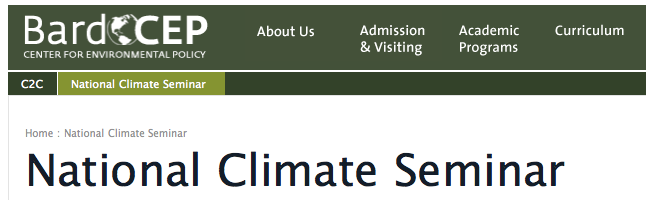 Bard CEP
CENTER FOR ENVIRONMENTAL POLICY
About Us
Admission
& Visiting
Academic
Programs
Curriculum
C2C
National Climate Seminar
Home : National Climate Seminar
National Climate Seminar